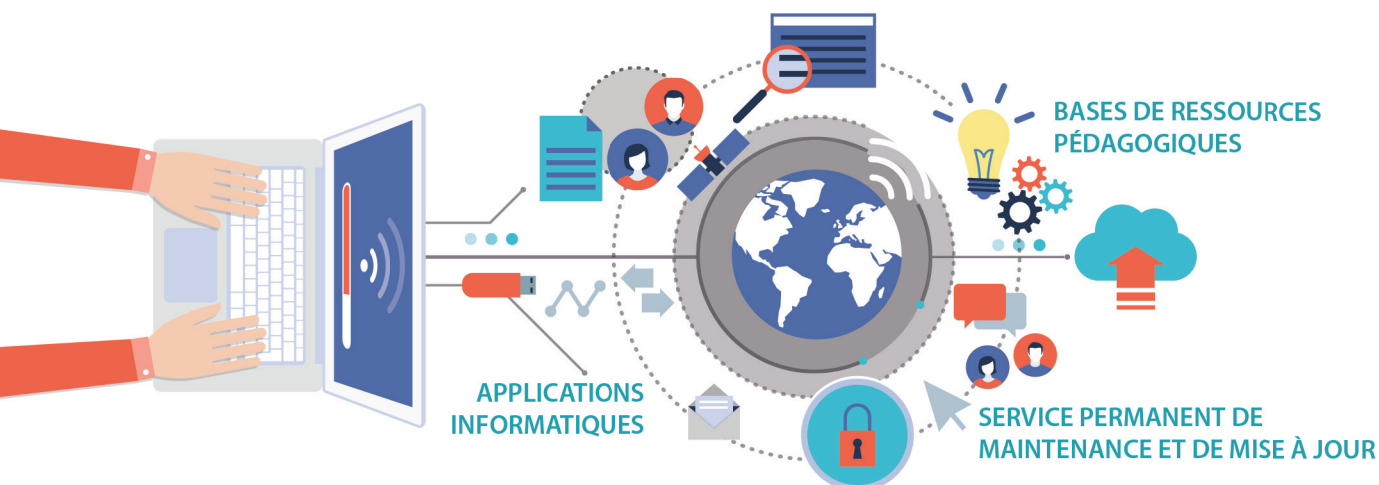 BASES DE RESSOURCES
PÉDAGOGIQUES
APPLICATIONS
INFORMATIQUES
SERVICE PERMANENT DE
MAINTENANCE ET DE MISE À JOUR